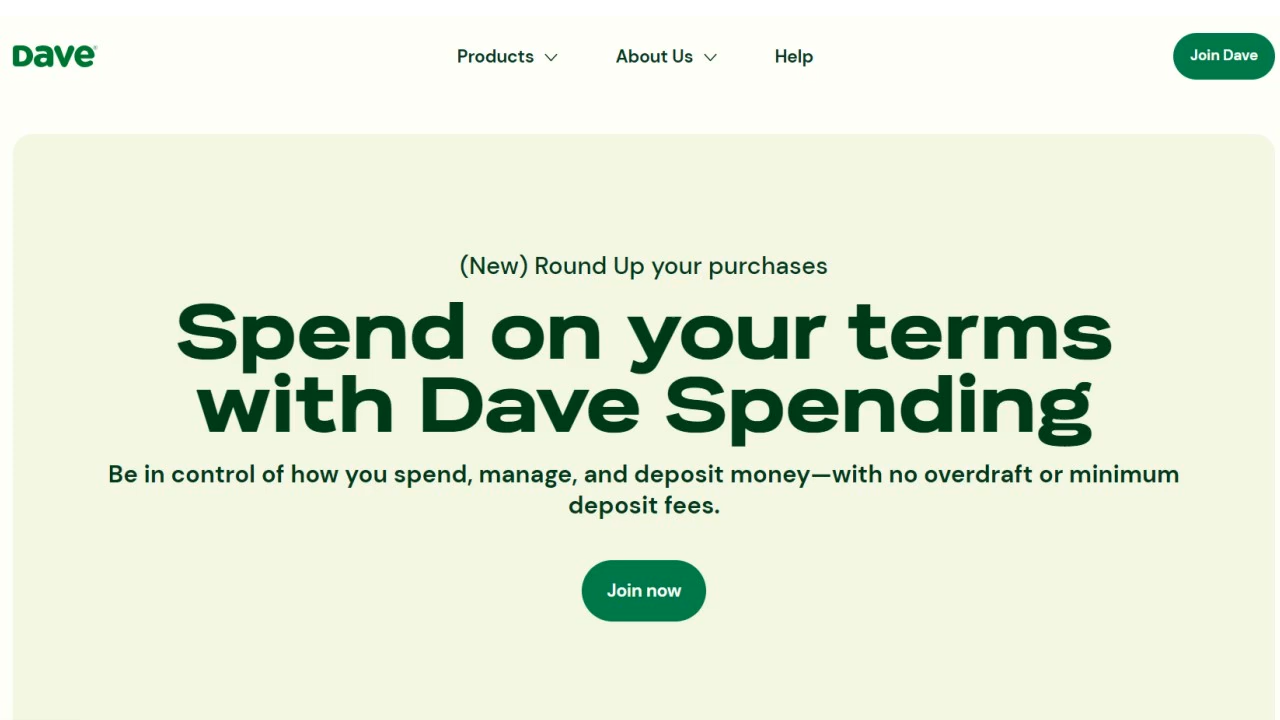 Dave
Products
About Us
Help
Join Dave
(New) Round Up your purchases
Spend on your terms
with Dave Spending
Be in control of how you spend, manage, and deposit money—with no overdraft or minimum
deposit fees.
Join now